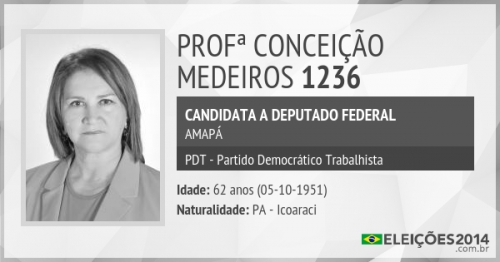 PROFª CONCEIÇÃO
MEDEIROS 1236
CANDIDATA A DEPUTADO FEDERAL
AMAPÁ
PDT - Partido Democrático Trabalhista
Idade: 62 anos (05-10-1951)
Naturalidade: PA - Icoaraci
ELEIÇÕES2014
.com.br